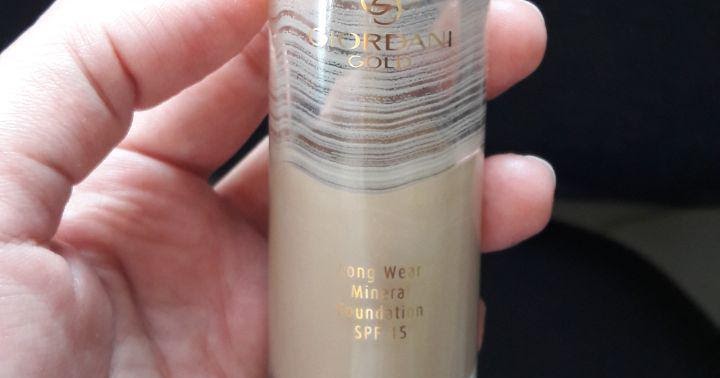 GIORDANI
GOLD
Long Wear
Mineral
Foundation
SPF 15